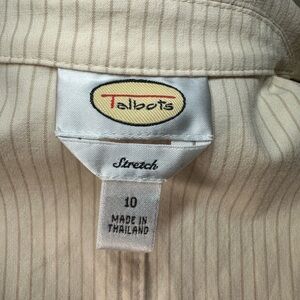 Talbots
Stretch
10
MADE IN
THAILAND